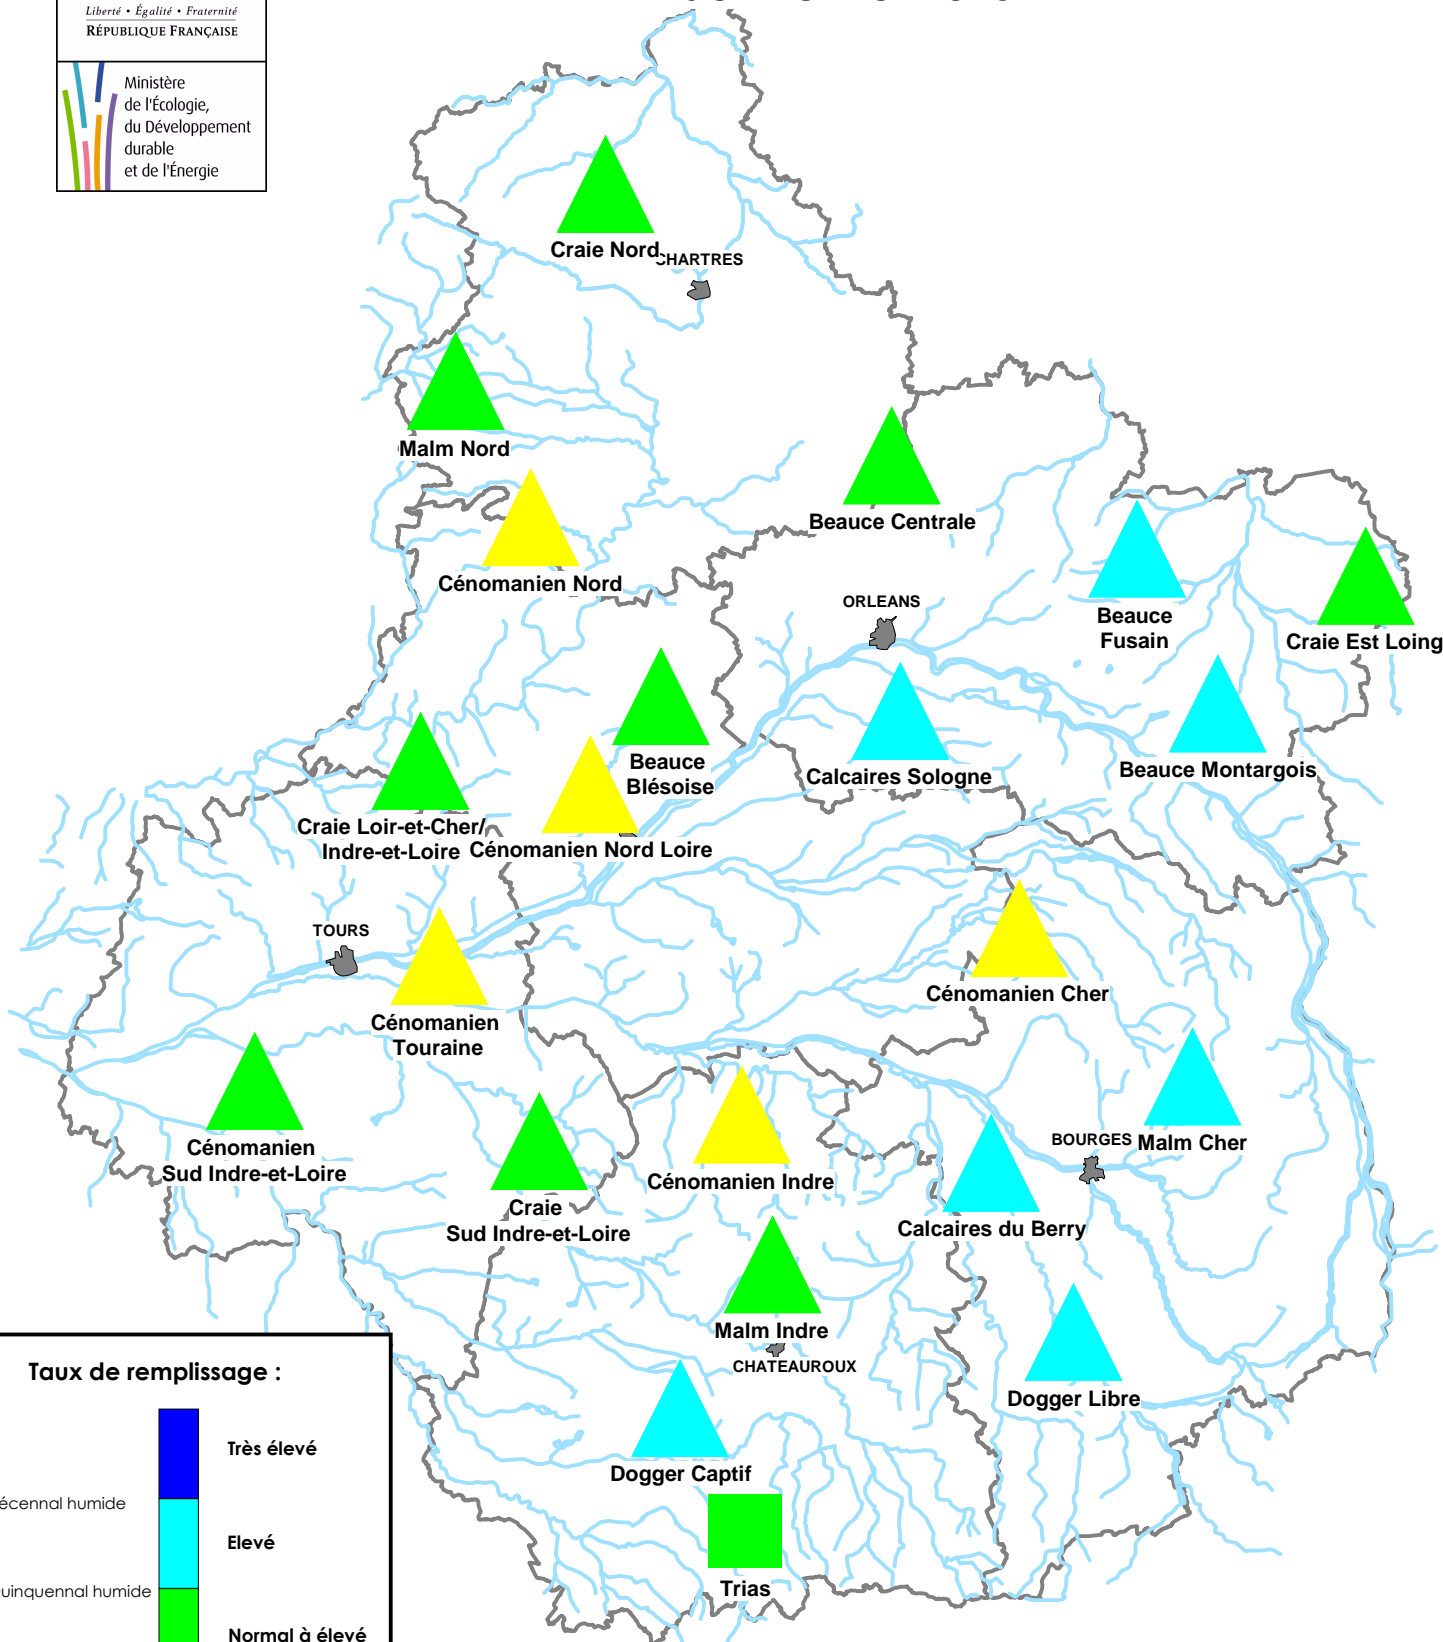 Liberté • Égalité • Fraternité
RÉPUBLIQUE FRANÇAISE
Ministère
de l'Écologie,
du Développement
durable
et de l'Énergie
Craie Nord
CHARTRES
Malm Nord
Beauce Centrale
Cénomanien Nord
ORLEANS
Beauce
Fusain
Craie Est Loing
Beauce
Blésoise
Calcaires Sologne
Beauce Montargois
Craie Loir-et-Cher/
Indre-et-Loire
Cénomanien Nord Loire
TOURS
Cénomanien Cher
Cénomanien
Touraine
Cénomanien
Sud Indre-et-Loire
BOURGES
Malm Cher
Cénomanien Indre
Craie
Sud Indre-et-Loire
Calcaires du Berry
Malm Indre
CHATEAUROUX
Dogger Libre
Dogger Captif
Trias
Taux de remplissage :
Très élevé
écennal humide
Elevé
uinquennal humide
Normal à élevé